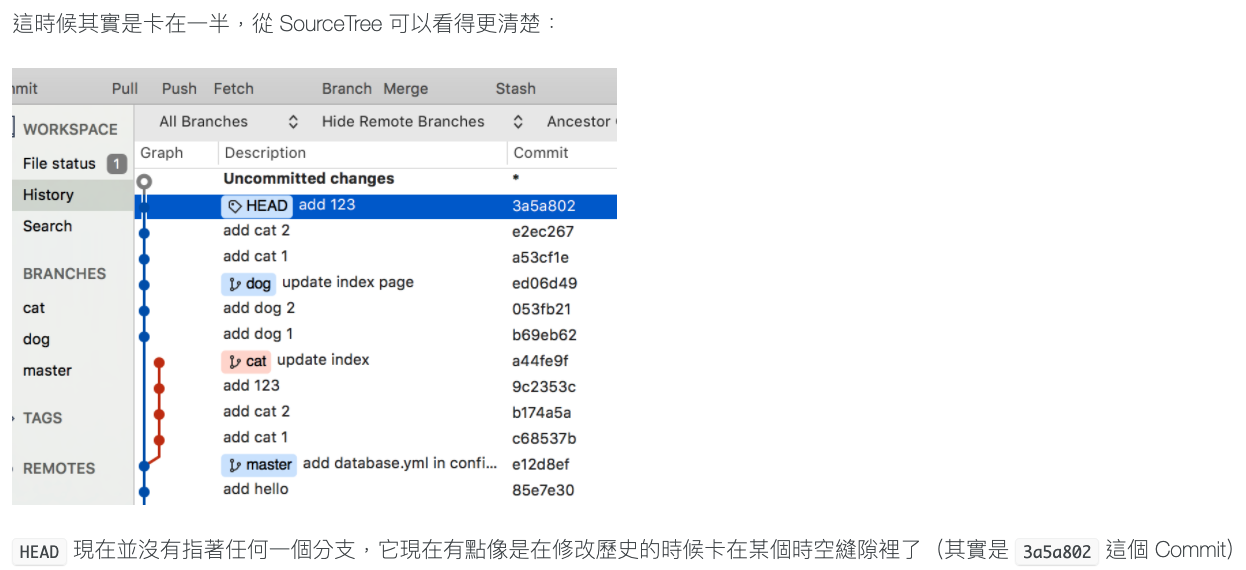 這時候其實是卡在一半，從 SourceTree 可以看得更清楚：
mit Pull Push Fetch Branch Merge Stash
WORKSPACE All Branches Hide Remote Branches Ancestor
File status 1 Graph Description Commit
Uncommitted changes *
History HEAD add 123 3a5a802
Search add cat 2 e2ec267
add cat 1 a53cf1e
BRANCHES dog update index page ed06d49
cat add dog 2 053fb21
dog add dog 1 b69eb62
master cat update index a44fe9f
add 123 9c2353c
TAGS add cat 2 b174a5a
add cat 1 c68537b
REMOTES master add database.yml in confi... e12d8ef
add hello 85e7e30
HEAD 現在並沒有指著任何一個分支，它現在有點像是在修改歷史的時候卡在某個時空縫隙裡了（其實是 3a5a802 這個 Commit)